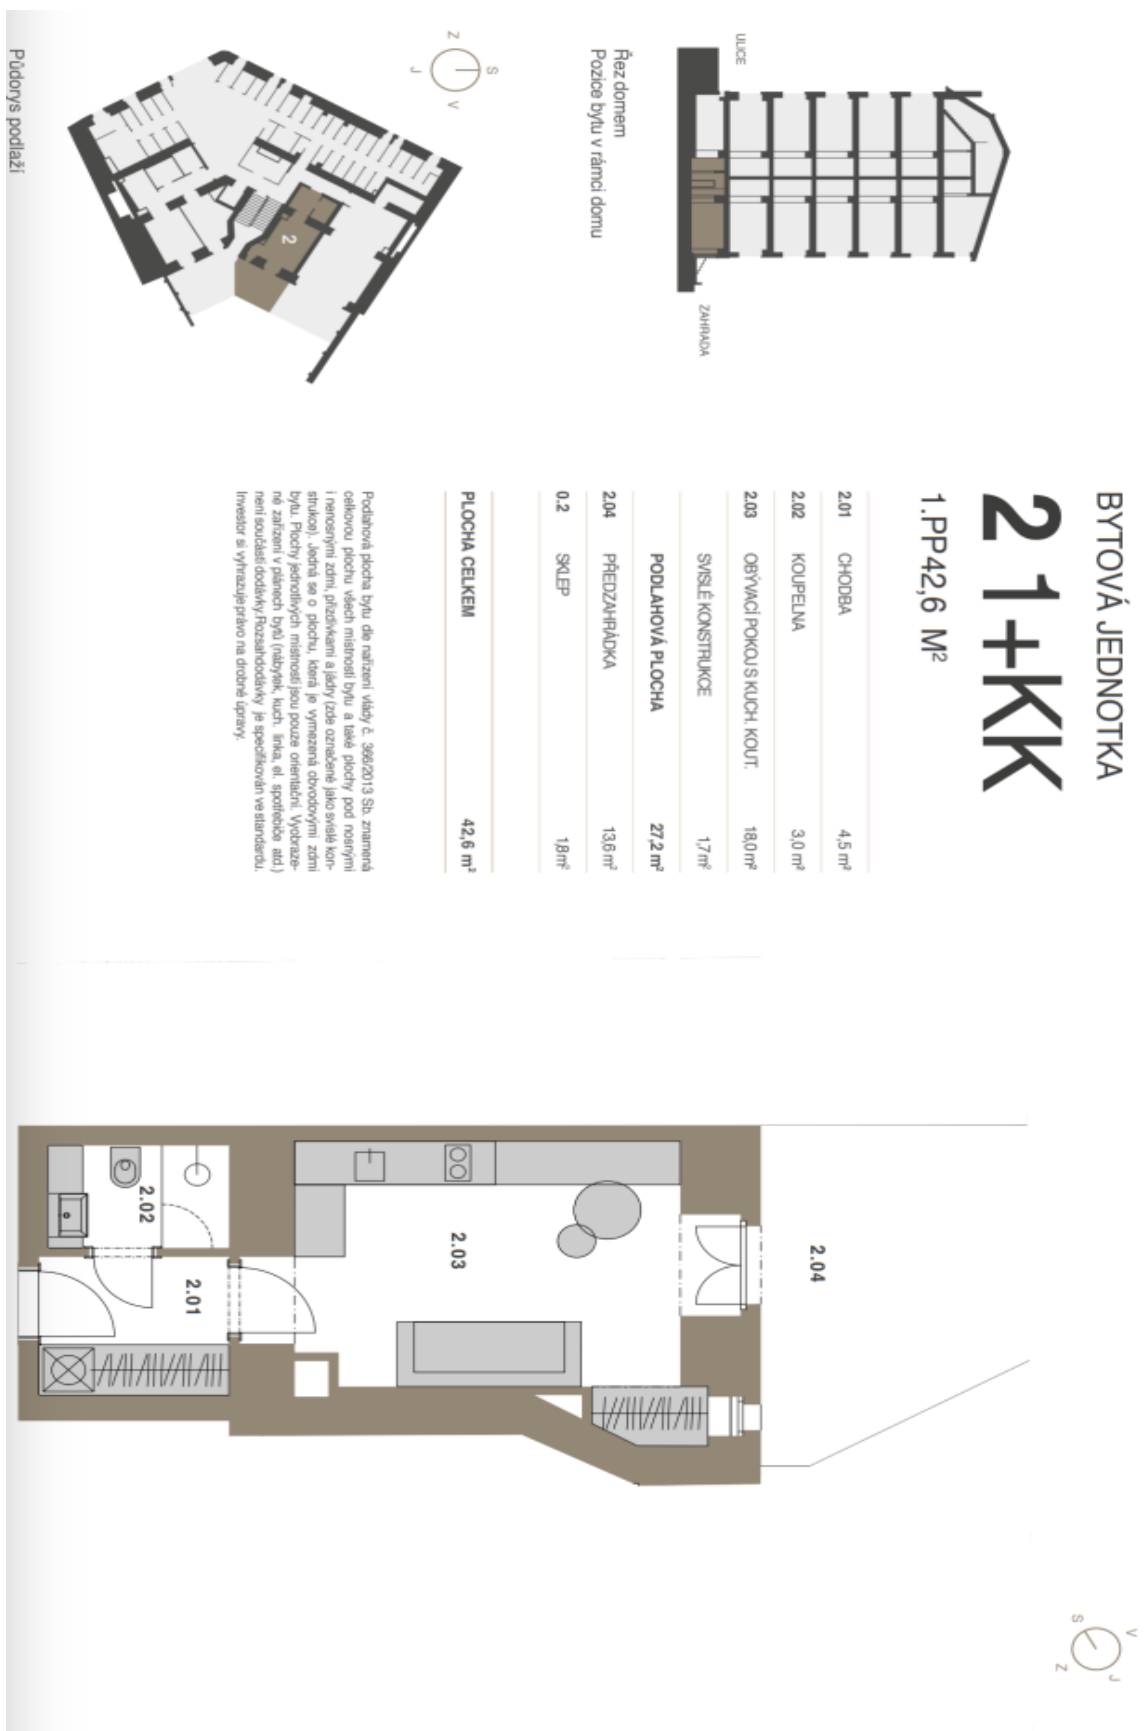 BYTOVÁ JEDNOTKA
2 1+KK
1.PP42,6 M²
2.01 CHODBA 4,5 m²
2.02 KOUPELNA 3,0 m²
2.03 OBÝVACÍ POKOJ S KUCH. KOUT. 18,0 m²
SVISLÉ KONSTRUKCE 1,7 m²
PODLAHOVÁ PLOCHA 27,2 m²
2.04 PŘEDZAHRÁDKA 13,6 m²
0.2 SKLEP 1,8 m²
PLOCHA CELKEM 42,6 m²
Podlahová plocha bytu dle nařízení vlády č. 366/2013 Sb. znamená
celkovou plochu všech místností bytu a také plochy pod nosnými
i nenosnými zdmi, přizdívkami a jádry (zde označené jako svislé kon-
strukce). Jedná se o plochu, která je vymezená obvodovými zdmi
bytu. Plochy jednotlivých místností jsou pouze orientační. Vyobraze-
né zařízení v plánech bytů (nábytek, kuch. linka, el. spotřebiče atd.)
není součástí dodávky. Rozsah dodávky je specifikován ve standardu.
Investor si vyhrazuje právo na drobné úpravy.
ULICE
ZAHRADA
Řez domem
Pozice bytu v rámci domu
S
Z
V
J
2
Půdorys podlaží
2.04
2.03
2.02
2.01
V
S
J
Z